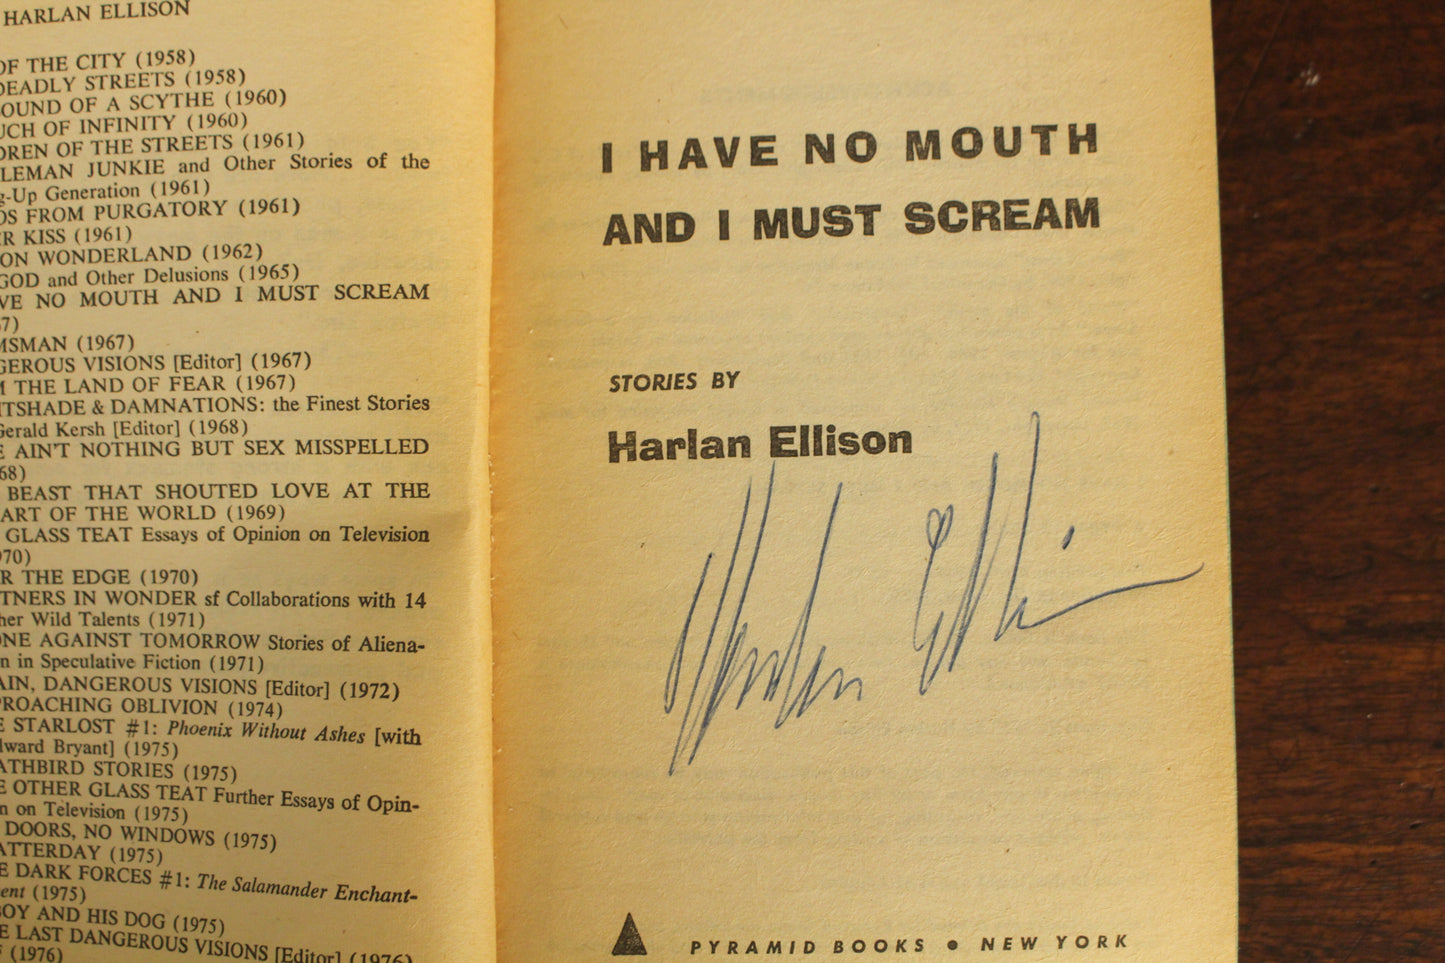 HARLAN ELLISON
OF THE CITY (1958)
DEADLY STREETS (1958)
OUND OF A SCYTHE (1960)
UCH OF INFINITY (1960)
DREN OF THE STREETS (1961)
LEMAN JUNKIE and Other Stories of the
g-Up Generation (1961)
OS FROM PURGATORY (1961)
R KISS (1961)
ON WONDERLAND (1962)
GOD and Other Delusions (1965)
VE NO MOUTH AND I MUST SCREAM
7)
MSMAN (1967)
GEROUS VISIONS [Editor] (1967)
M THE LAND OF FEAR (1967)
ITSHADE & DAMNATIONS: the Finest Stories
Gerald Kersh [Editor] (1968)
E AIN'T NOTHING BUT SEX MISSPELLED
68)
BEAST THAT SHOUTED LOVE AT THE
ART OF THE WORLD (1969)
GLASS TEAT Essays of Opinion on Television
970)
R THE EDGE (1970)
TNERS IN WONDER sf Collaborations with 14
her Wild Talents (1971)
ONE AGAINST TOMORROW Stories of Aliena-
n in Speculative Fiction (1971)
AIN, DANGEROUS VISIONS [Editor] (1972)
PROACHING OBLIVION (1974)
E STARLOST #1: Phoenix Without Ashes [with
dward Bryant] (1975)
ATHBIRD STORIES (1975)
E OTHER GLASS TEAT Further Essays of Opin-
n on Television (1975)
DOORS, NO WINDOWS (1975)
ATTERDAY (1975)
E DARK FORCES #1: The Salamander Enchant-
ent (1975)
BOY AND HIS DOG (1975)
E LAST DANGEROUS VISIONS [Editor] (1976)
(1976)
I HAVE NO MOUTH
AND I MUST SCREAM
STORIES BY
Harlan Ellison
Harlan Ellison
PYRAMID BOOKS • NEW YORK